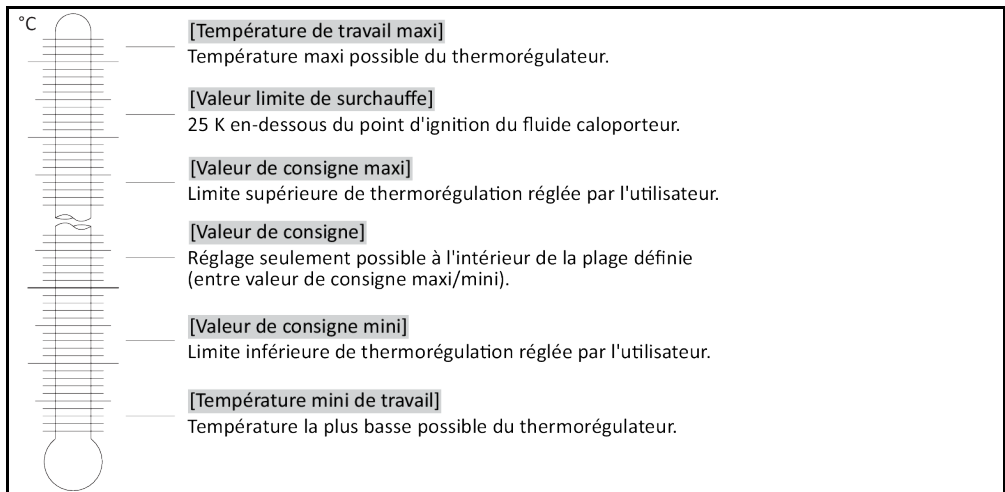 °C
[Température de travail maxi]
Température maxi possible du thermorégulateur.
[Valeur limite de surchauffe]
25 K en-dessous du point d'ignition du fluide caloporteur.
[Valeur de consigne maxi]
Limite supérieure de thermorégulation réglée par l'utilisateur.
[Valeur de consigne]
Réglage seulement possible à l'intérieur de la plage définie
(entre valeur de consigne maxi/mini).
[Valeur de consigne mini]
Limite inférieure de thermorégulation réglée par l'utilisateur.
[Température mini de travail]
Température la plus basse possible du thermorégulateur.